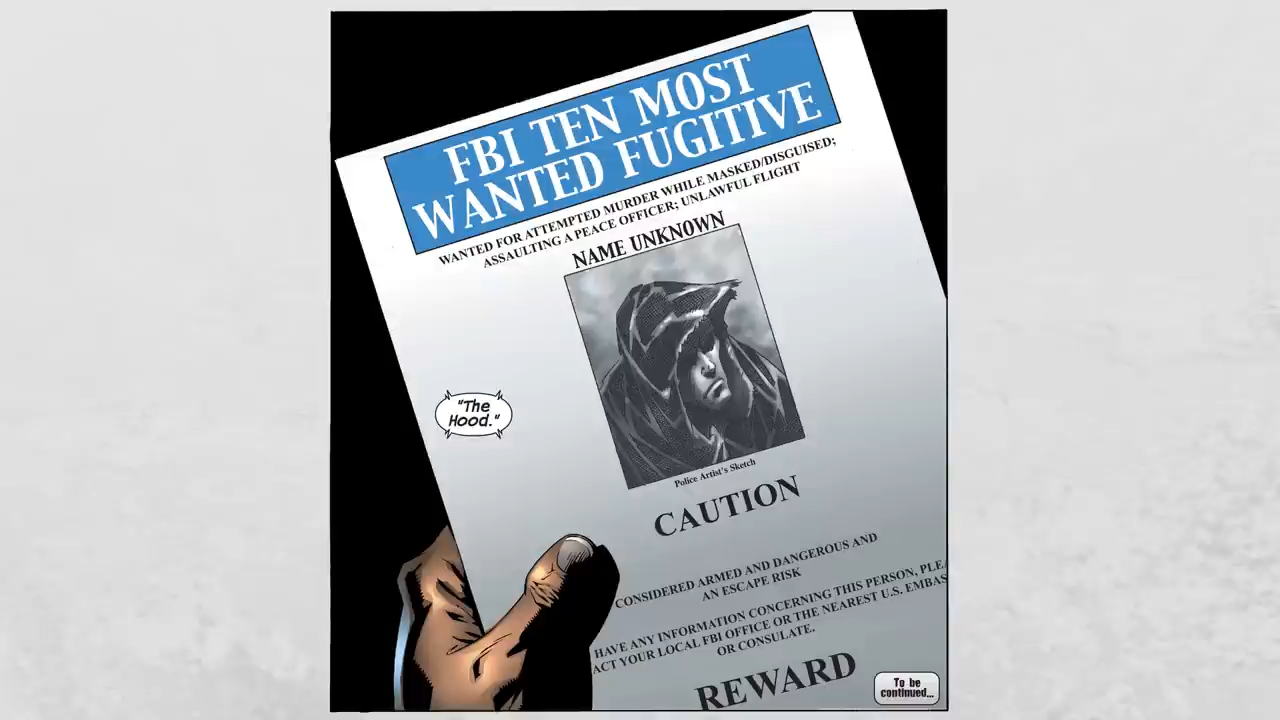 FBI TEN MOST
WANTED FUGITIVE
WANTED FOR ATTEMPTED MURDER WHILE MASKED/DISGUISED;
ASSAULTING A PEACE OFFICER; UNLAWFUL FLIGHT
NAME UNKNOWN
"The
Hood."
Police Artist's Sketch
CAUTION
CONSIDERED ARMED AND DANGEROUS AND
AN ESCAPE RISK
HAVE ANY INFORMATION CONCERNING THIS PERSON, PLEA
ACT YOUR LOCAL FBI OFFICE OR THE NEAREST U.S. EMBAS
OR CONSULATE.
REWARD
To be
continued...